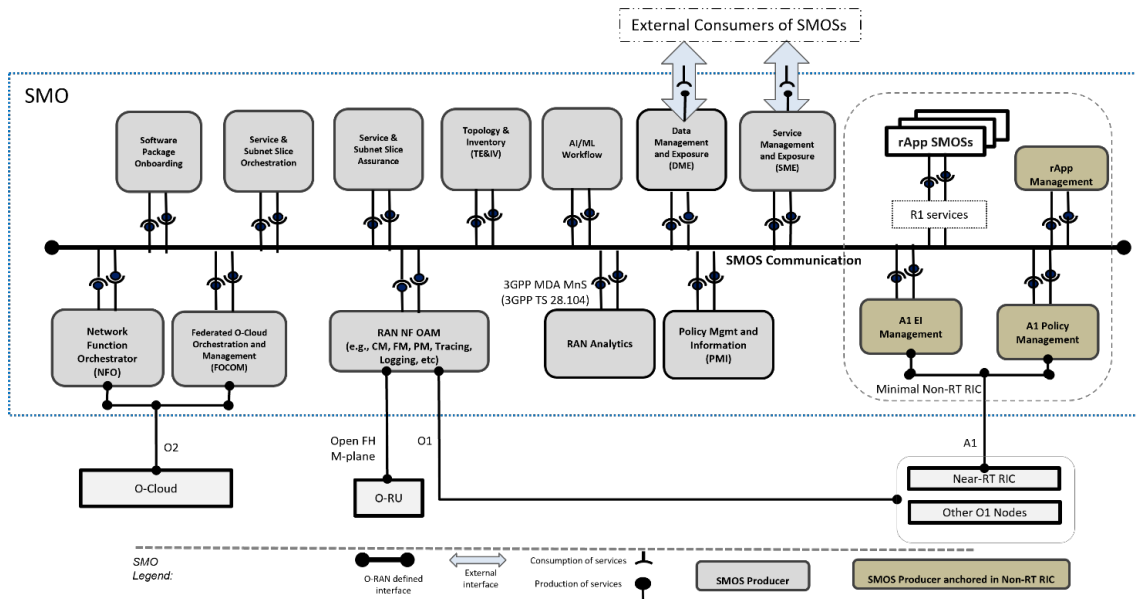 External Consumers of SMOSs
SMO
Software
Package
Onboarding
Service &
Subnet Slice
Orchestration
Service &
Subnet Slice
Assurance
Topology &
Inventory
(TE&IV)
AI/ML
Workflow
Data
Management
and Exposure
(DME)
Service
Management
and Exposure
(SME)
rApp SMOSs
rApp
Management
R1 services
SMOS Communication
3GPP MDA MnS
(3GPP TS 28.104)
Network
Function
Orchestrator
(NFO)
Federated O-Cloud
Orchestration and
Management
(FOCOM)
RAN NF OAM
(e.g., CM, FM, PM, Tracing,
Logging, etc)
RAN Analytics
Policy Mgmt and
Information
(PMI)
A1 EI
Management
A1 Policy
Management
Minimal Non-RT RIC
O2
Open FH
M-plane
O1
A1
O-Cloud
O-RU
Near-RT RIC
Other O1 Nodes
SMO
Legend:
O-RAN defined
interface
External
interface
Consumption of services
Production of services
SMOS Producer
SMOS Producer anchored in Non-RT RIC